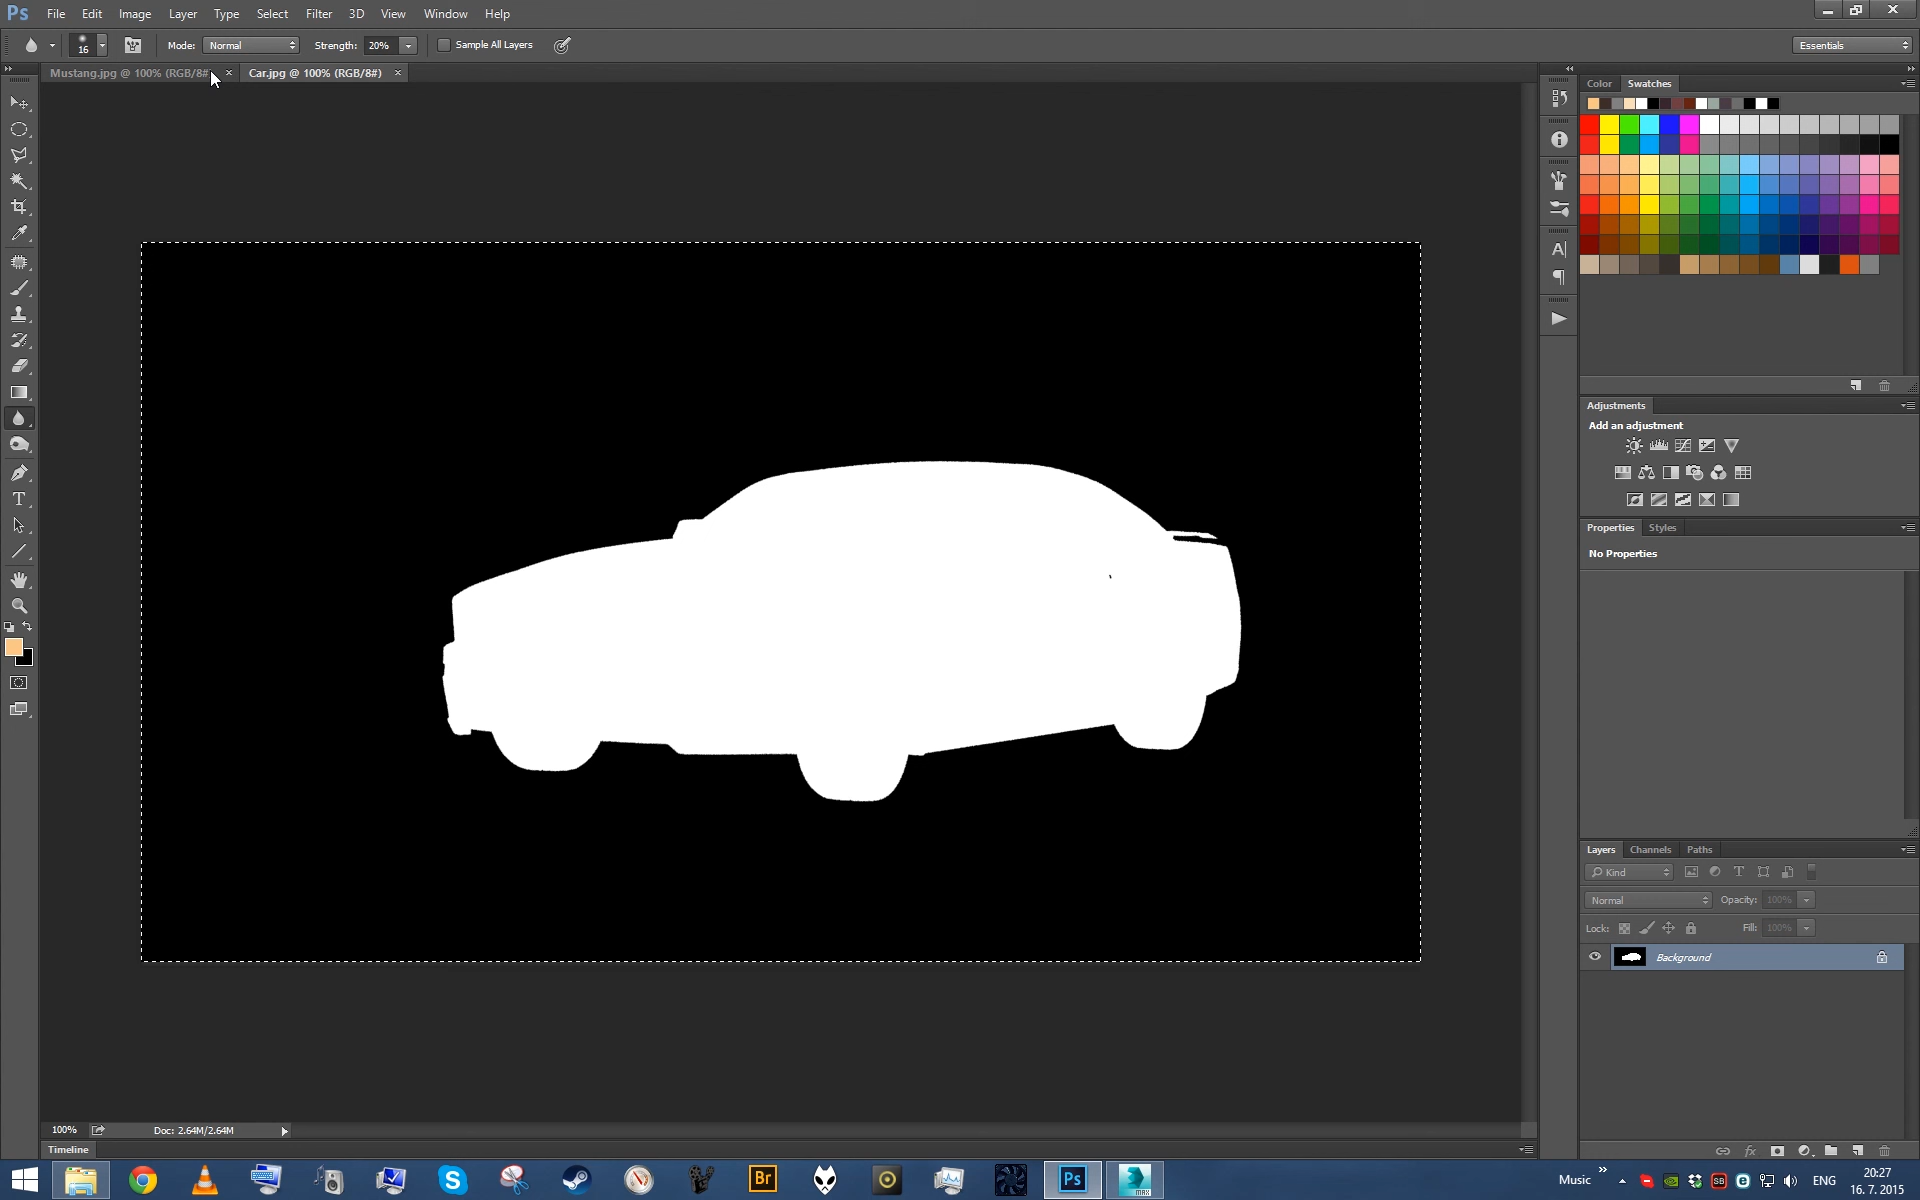 Ps File Edit Image Layer Type Select Filter 3D View Window Help
16 Mode: Normal Strength: 20% Sample All Layers Essentials
Mustang.jpg @ 100% (RGB/8# Car.jpg @ 100% (RGB/8#)
Color Swatches
Adjustments
Add an adjustment
Properties Styles
No Properties
Layers Channels Paths
Kind
Normal Opacity: 100%
Lock: Fill: 100%
Background
100% Doc: 2.64M/2.64M
Timeline
Br Ps MAX Music SB ENG 20:27
16. 7. 2015